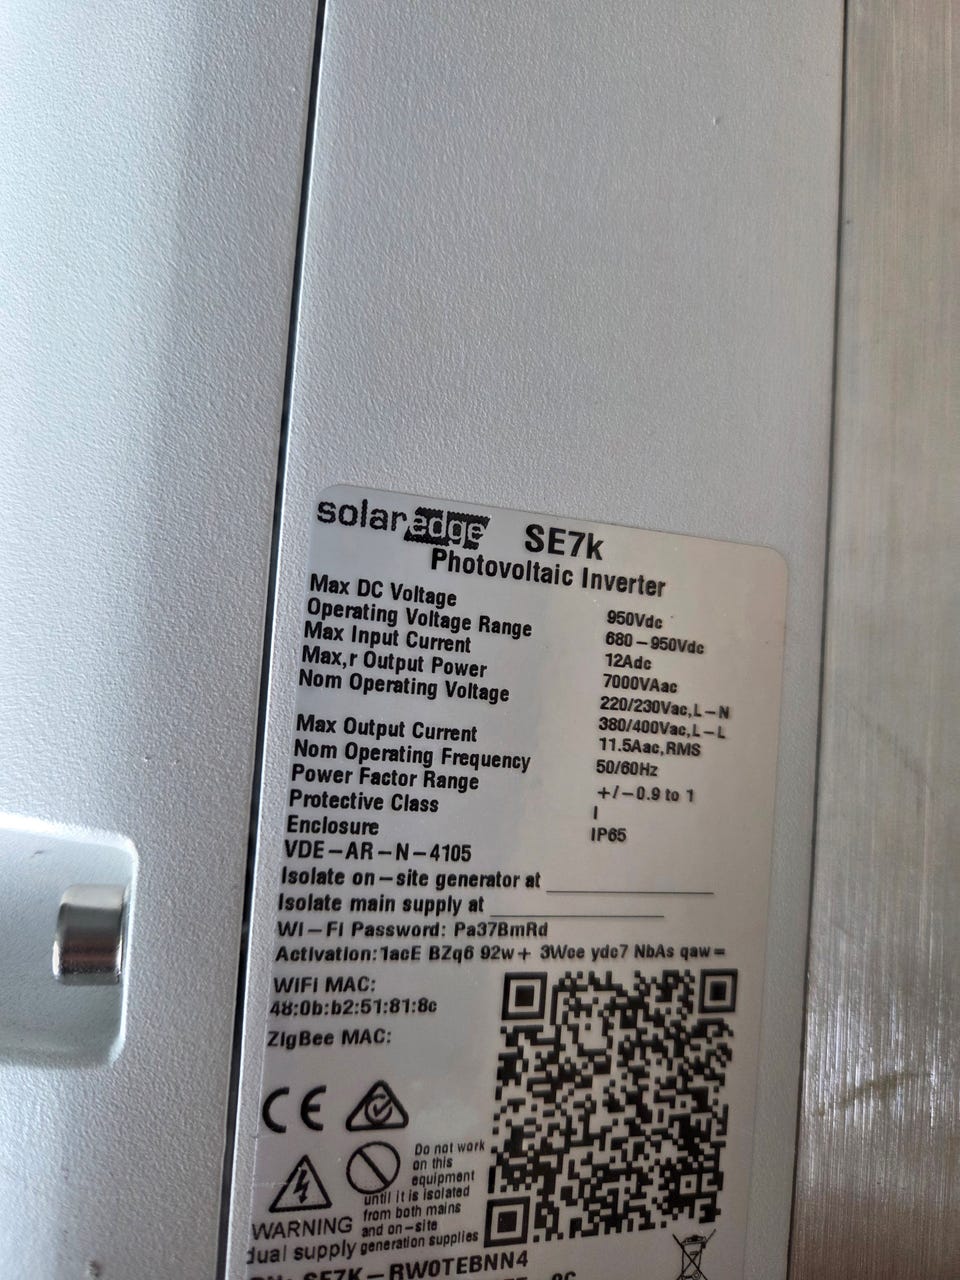 solaredge SE7k
Photovoltaic Inverter
Max DC Voltage 950Vdc
Operating Voltage Range 680-950Vdc
Max Input Current 12Adc
Max,r Output Power 7000VAac
Nom Operating Voltage 220/230Vac,L-N
380/400Vac,L-L
Max Output Current 11.5Aac,RMS
Nom Operating Frequency 50/60Hz
Power Factor Range +/-0.9 to 1
Protective Class I
Enclosure IP65
VDE-AR-N-4105
Isolate on-site generator at
Isolate main supply at
Wi-Fi Password: Pa37BmRd
Activation:1acE BZq6 92w+ 3Wce ydc7 NbAs qaw=
WiFi MAC:
48:0b:b2:51:81:8c
ZigBee MAC:
CE
Do not work
on this
equipment
until it is isolated
from both mains
and on-site
generation supplies
WARNING
dual supply
SE7K-RW0TEBNN4